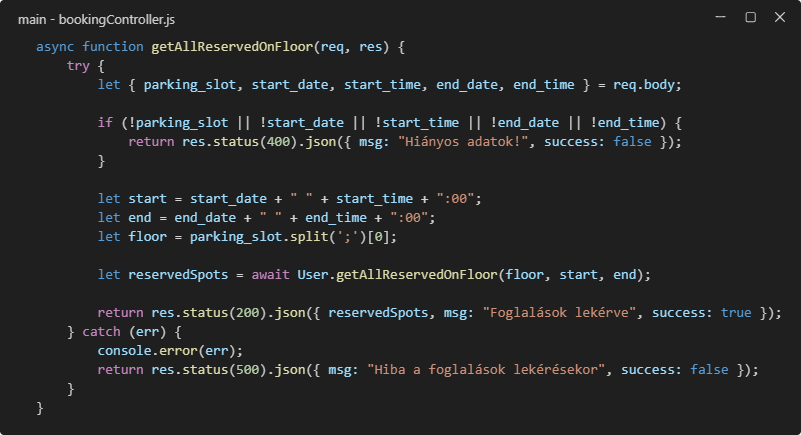 main - bookingController.js
async function getAllReservedOnFloor(req, res) {
try {
let { parking_slot, start_date, start_time, end_date, end_time } = req.body;
if (!parking_slot || !start_date || !start_time || !end_date || !end_time) {
return res.status(400).json({ msg: "Hiányos adatok!", success: false });
}
let start = start_date + " " + start_time + ":00";
let end = end_date + " " + end_time + ":00";
let floor = parking_slot.split(';')[0];
let reservedSpots = await User.getAllReservedOnFloor(floor, start, end);
return res.status(200).json({ reservedSpots, msg: "Foglalások lekérve", success: true });
} catch (err) {
console.error(err);
return res.status(500).json({ msg: "Hiba a foglalások lekérésekor", success: false });
}
}